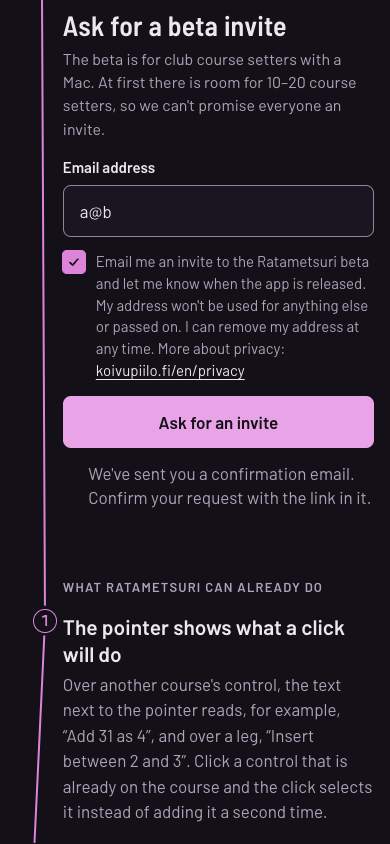 Ask for a beta invite
The beta is for club course setters with a
Mac. At first there is room for 10–20 course
setters, so we can't promise everyone an
invite.
Email address
a@b
Email me an invite to the Ratametsuri beta
and let me know when the app is released.
My address won't be used for anything else
or passed on. I can remove my address at
any time. More about privacy:
koivupiilo.fi/en/privacy
Ask for an invite
We've sent you a confirmation email.
Confirm your request with the link in it.
WHAT RATAMETSURI CAN ALREADY DO
1
The pointer shows what a click
will do
Over another course's control, the text
next to the pointer reads, for example,
“Add 31 as 4”, and over a leg, “Insert
between 2 and 3”. Click a control that is
already on the course and the click selects
it instead of adding it a second time.